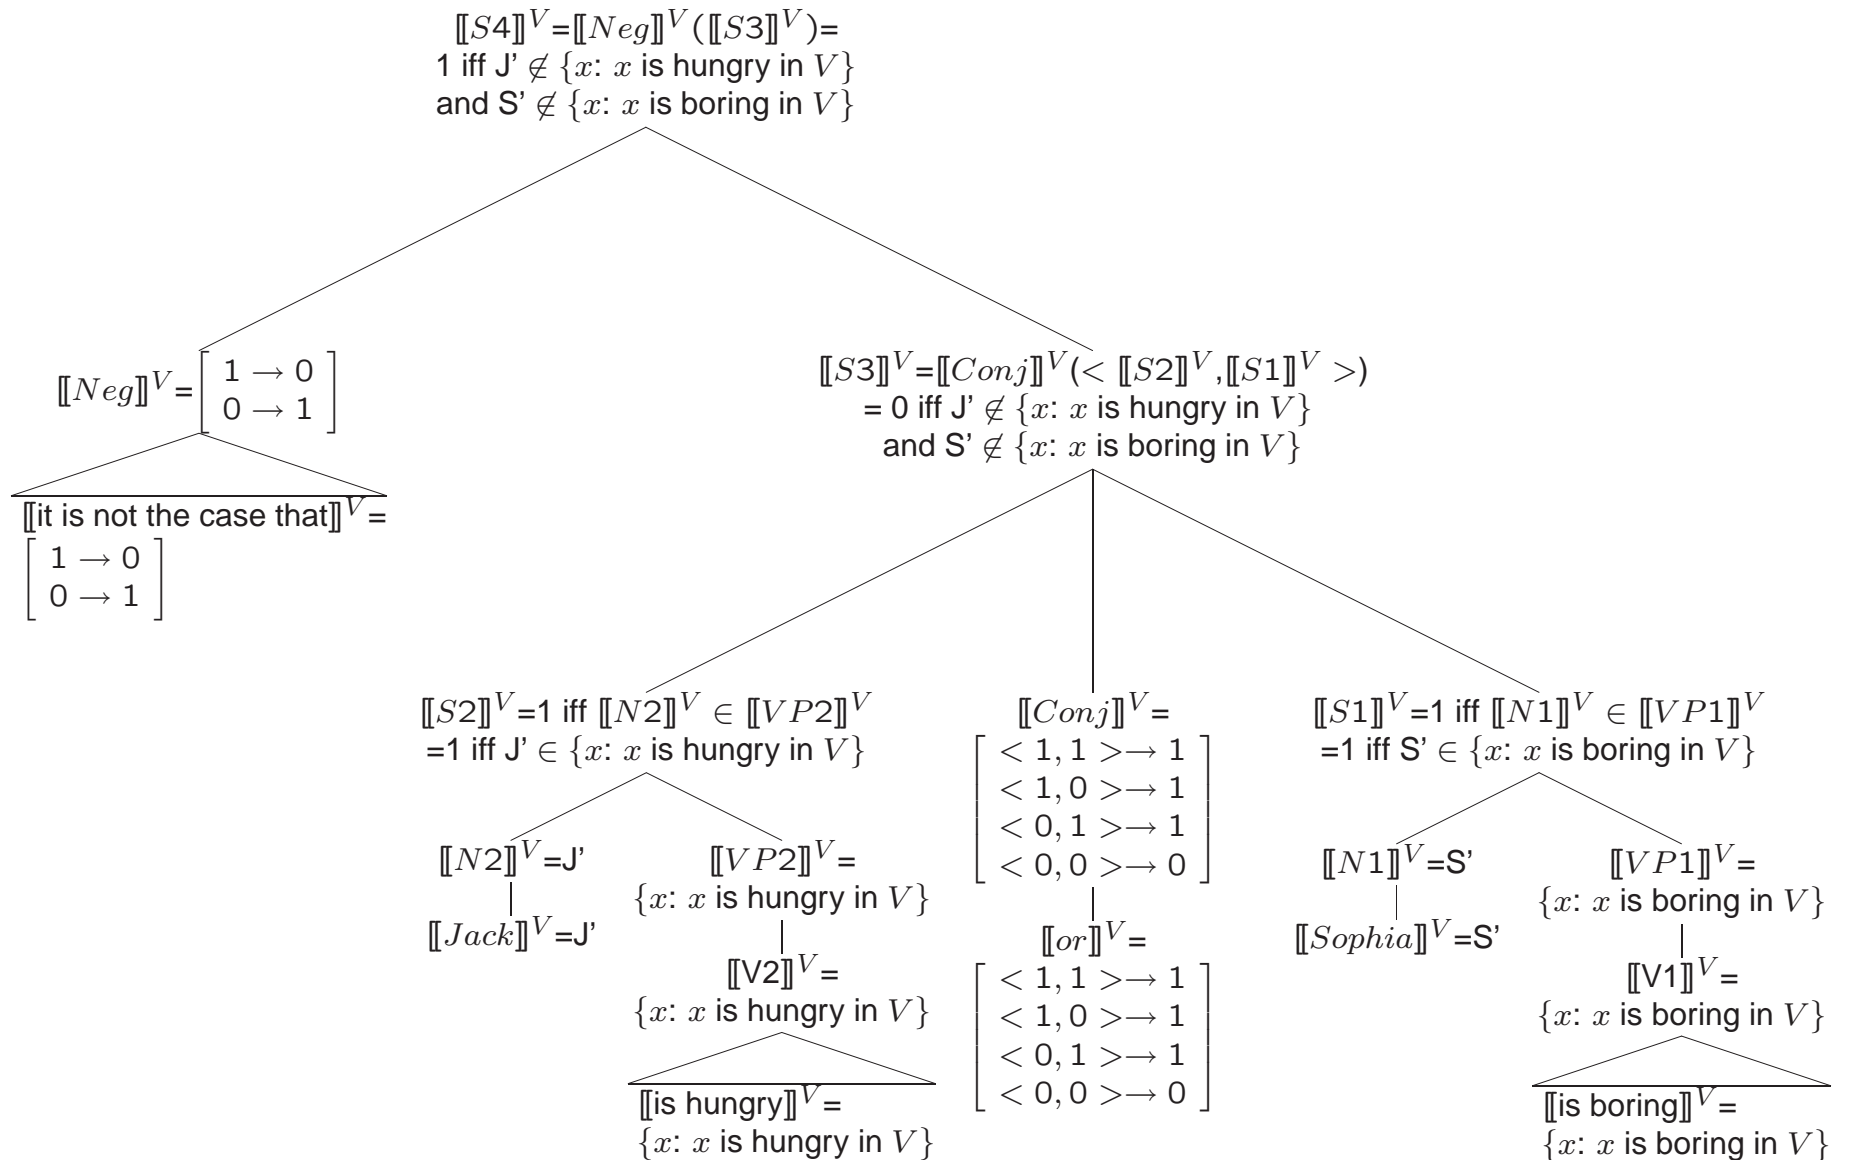 ⟦S4⟧^V=⟦Neg⟧^V(⟦S3⟧^V)=
1 iff J’ ∉ {x: x is hungry in V}
and S’ ∉ {x: x is boring in V}
⟦Neg⟧^V=[ 1 → 0
0 → 1 ]
⟦it is not the case that⟧^V=
[ 1 → 0
0 → 1 ]
⟦S3⟧^V=⟦Conj⟧^V(< ⟦S2⟧^V,⟦S1⟧^V >)
= 0 iff J’ ∉ {x: x is hungry in V}
and S’ ∉ {x: x is boring in V}
⟦S2⟧^V=1 iff ⟦N2⟧^V ∈ ⟦VP2⟧^V
=1 iff J’ ∈ {x: x is hungry in V}
⟦N2⟧^V=J’
⟦Jack⟧^V=J’
⟦VP2⟧^V=
{x: x is hungry in V}
⟦V2⟧^V=
{x: x is hungry in V}
⟦is hungry⟧^V=
{x: x is hungry in V}
⟦Conj⟧^V=
[ < 1, 1 >→ 1
< 1, 0 >→ 1
< 0, 1 >→ 1
< 0, 0 >→ 0 ]
⟦or⟧^V=
[ < 1, 1 >→ 1
< 1, 0 >→ 1
< 0, 1 >→ 1
< 0, 0 >→ 0 ]
⟦S1⟧^V=1 iff ⟦N1⟧^V ∈ ⟦VP1⟧^V
=1 iff S’ ∈ {x: x is boring in V}
⟦N1⟧^V=S’
⟦Sophia⟧^V=S’
⟦VP1⟧^V=
{x: x is boring in V}
⟦V1⟧^V=
{x: x is boring in V}
⟦is boring⟧^V=
{x: x is boring in V}